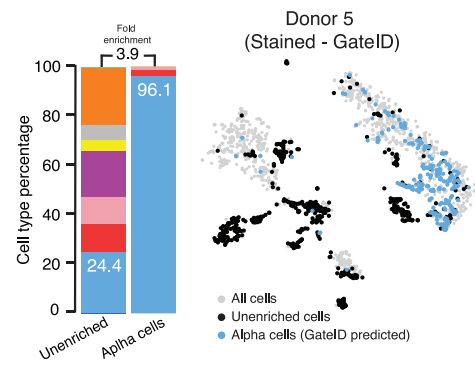 Donor 5
(Stained - GateID)
Fold
enrichment
3.9
100
80
60
40
20
0
Cell type percentage
96.1
24.4
Unenriched
Aplha cells
All cells
Unenriched cells
Alpha cells (GateID predicted)